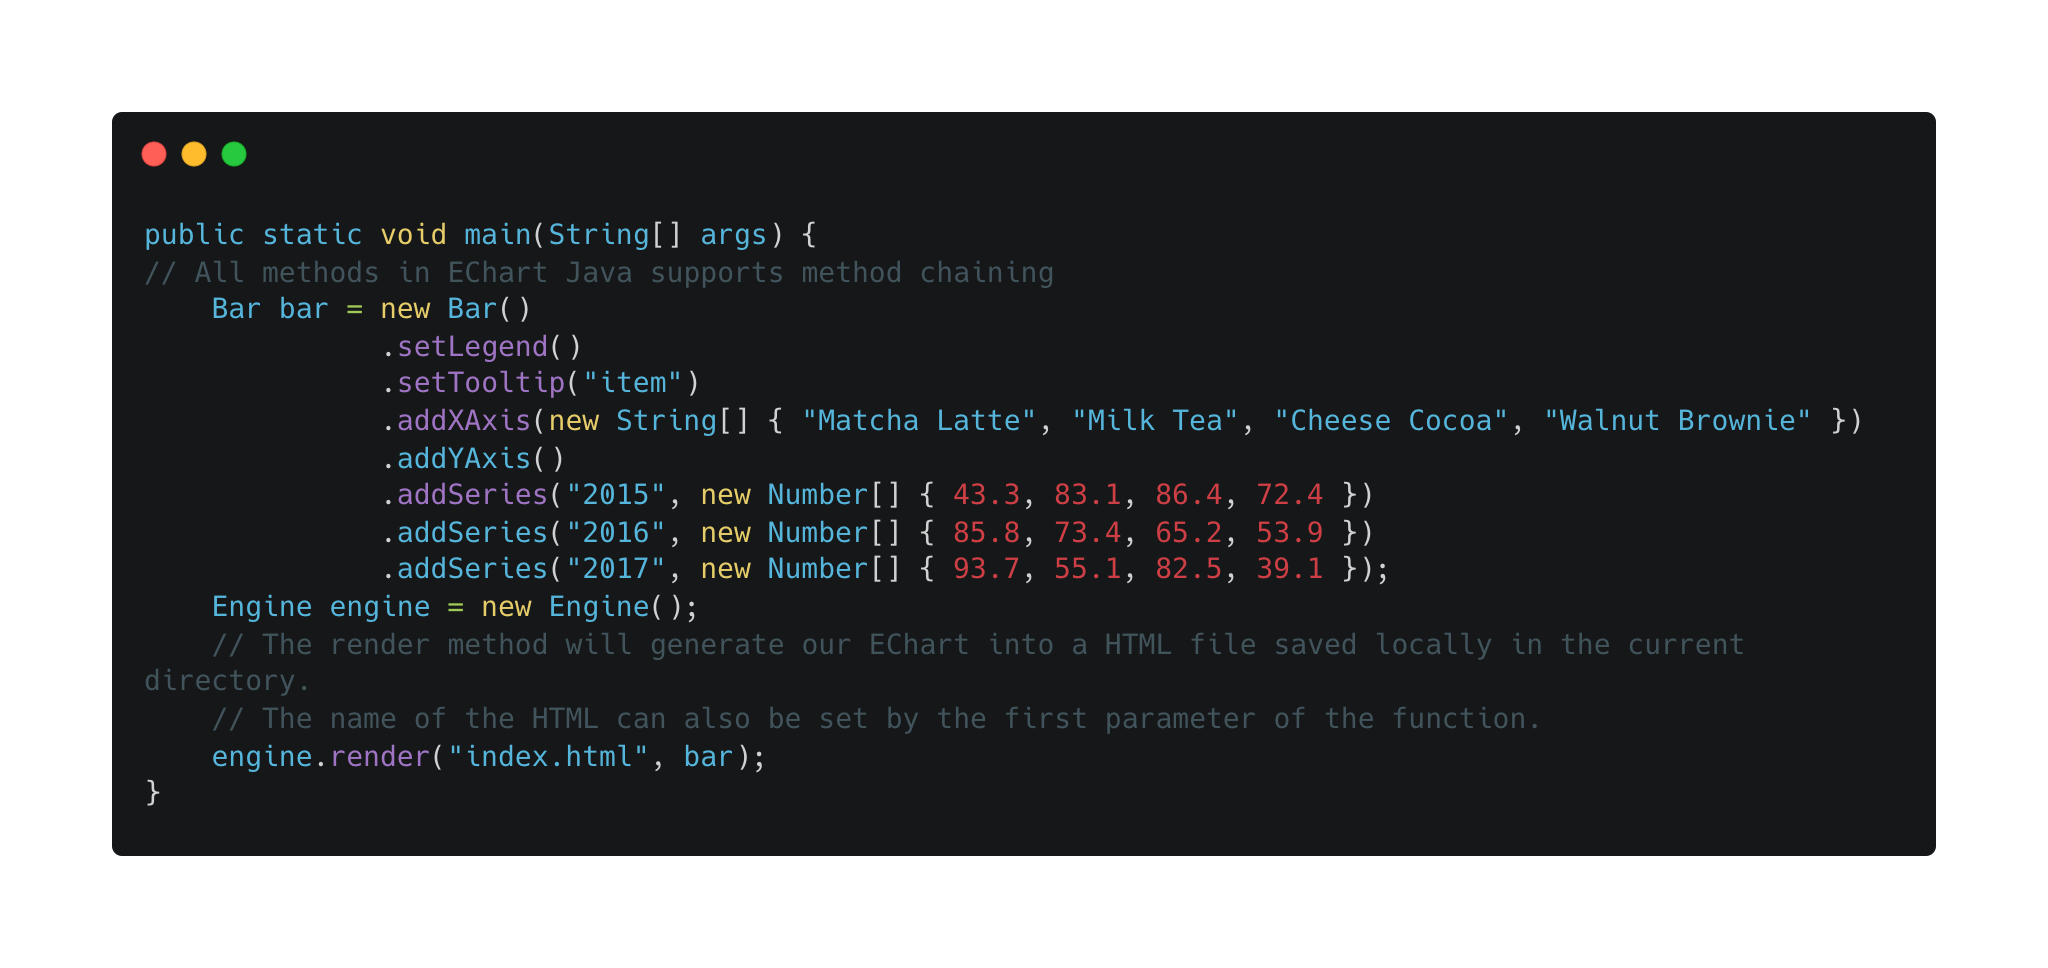 public static void main(String[] args) {
// All methods in EChart Java supports method chaining
    Bar bar = new Bar()
              .setLegend()
              .setTooltip("item")
              .addXAxis(new String[] { "Matcha Latte", "Milk Tea", "Cheese Cocoa", "Walnut Brownie" })
              .addYAxis()
              .addSeries("2015", new Number[] { 43.3, 83.1, 86.4, 72.4 })
              .addSeries("2016", new Number[] { 85.8, 73.4, 65.2, 53.9 })
              .addSeries("2017", new Number[] { 93.7, 55.1, 82.5, 39.1 });
    Engine engine = new Engine();
    // The render method will generate our EChart into a HTML file saved locally in the current
directory.
    // The name of the HTML can also be set by the first parameter of the function.
    engine.render("index.html", bar);
}